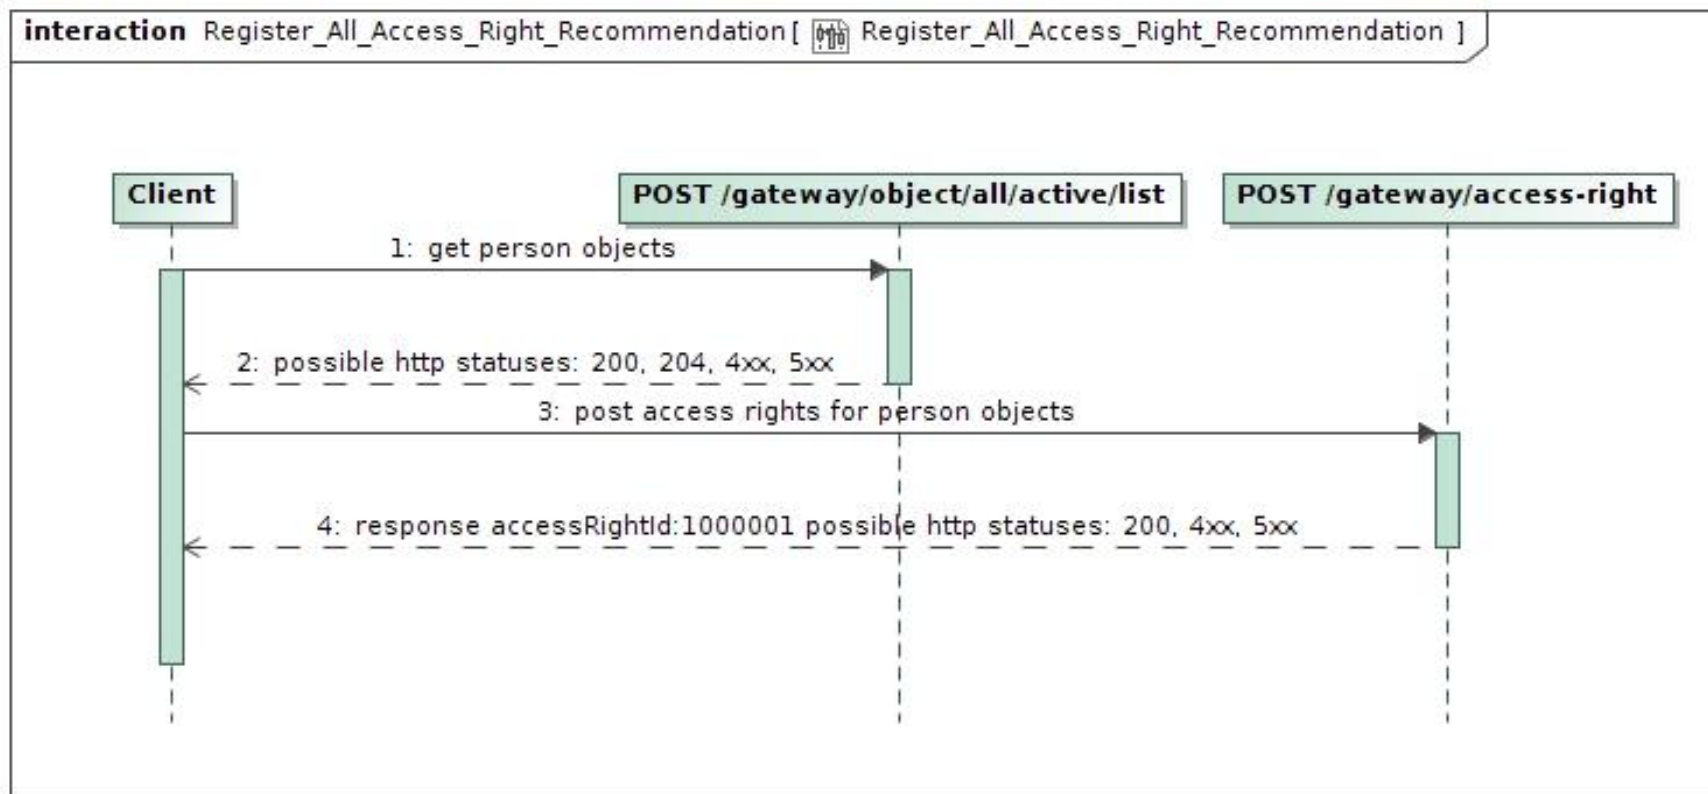 interaction Register_All_Access_Right_Recommendation [ Register_All_Access_Right_Recommendation ]
Client
POST /gateway/object/all/active/list
POST /gateway/access-right
1: get person objects
2: possible http statuses: 200, 204, 4xx, 5xx
3: post access rights for person objects
4: response accessRightId:1000001 possible http statuses: 200, 4xx, 5xx